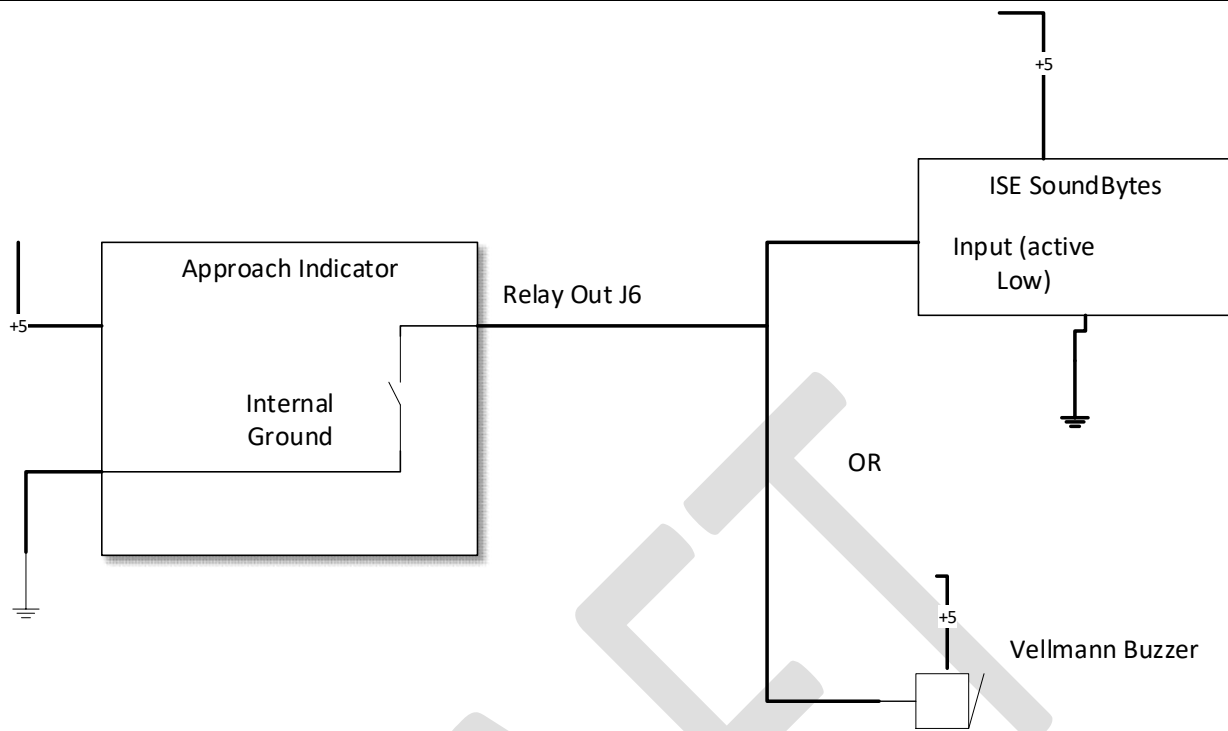 +5
ISE SoundBytes
Input (active
Low)
Approach Indicator
Relay Out J6
+5
Internal
Ground
OR
+5
Vellmann Buzzer